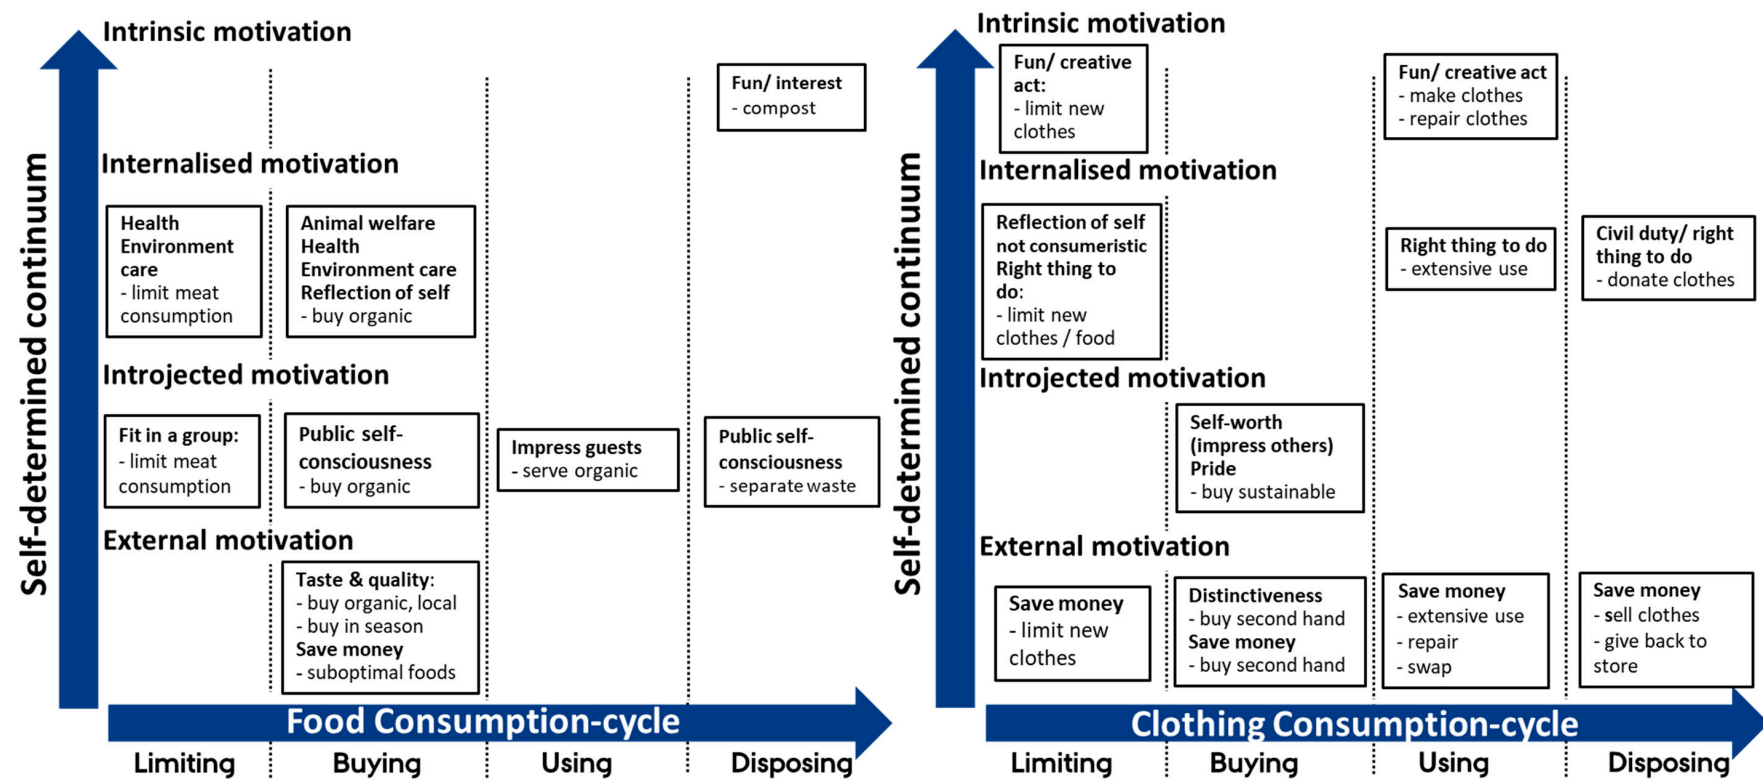 Self-determined continuum
Intrinsic motivation
Fun/ interest
- compost
Internalised motivation
Health
Environment
care
- limit meat
consumption
Animal welfare
Health
Environment care
Reflection of self
- buy organic
Introjected motivation
Fit in a group:
- limit meat
consumption
Public self-
consciousness
- buy organic
Impress guests
- serve organic
Public self-
consciousness
- separate waste
External motivation
Taste & quality:
- buy organic, local
- buy in season
Save money
- suboptimal foods
Food Consumption-cycle
Limiting
Buying
Using
Disposing
Self-determined continuum
Intrinsic motivation
Fun/ creative
act:
- limit new
clothes
Fun/ creative act
- make clothes
- repair clothes
Internalised motivation
Reflection of self
not consumeristic
Right thing to
do:
- limit new
clothes / food
Right thing to do
- extensive use
Civil duty/ right
thing to do
- donate clothes
Introjected motivation
Self-worth
(impress others)
Pride
- buy sustainable
External motivation
Save money
- limit new
clothes
Distinctiveness
- buy second hand
Save money
- buy second hand
Save money
- extensive use
- repair
- swap
Save money
- sell clothes
- give back to
store
Clothing Consumption-cycle
Limiting
Buying
Using
Disposing